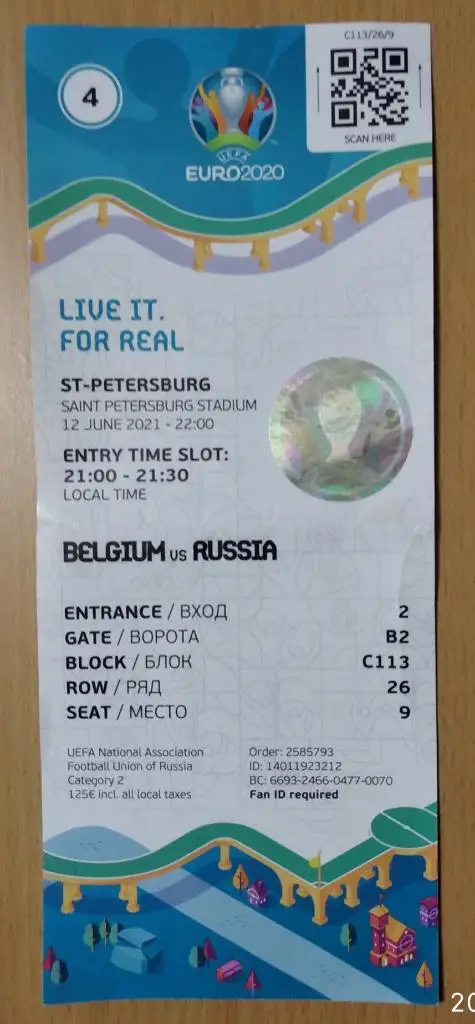 C113/26/9
4
SCAN HERE
UEFA
EURO2020
LIVE IT.
FOR REAL
ST-PETERSBURG
SAINT PETERSBURG STADIUM
12 JUNE 2021 - 22:00
ENTRY TIME SLOT:
21:00 - 21:30
LOCAL TIME
BELGIUM VS RUSSIA
ENTRANCE / ВХОД 2
GATE / ВОРОТА B2
BLOCK / БЛОК C113
ROW / РЯД 26
SEAT / МЕСТО 9
UEFA National Association
Football Union of Russia
Category 2
125€ incl. all local taxes
Order: 2585793
ID: 14011923212
BC: 6693-2466-0477-0070
Fan ID required
20